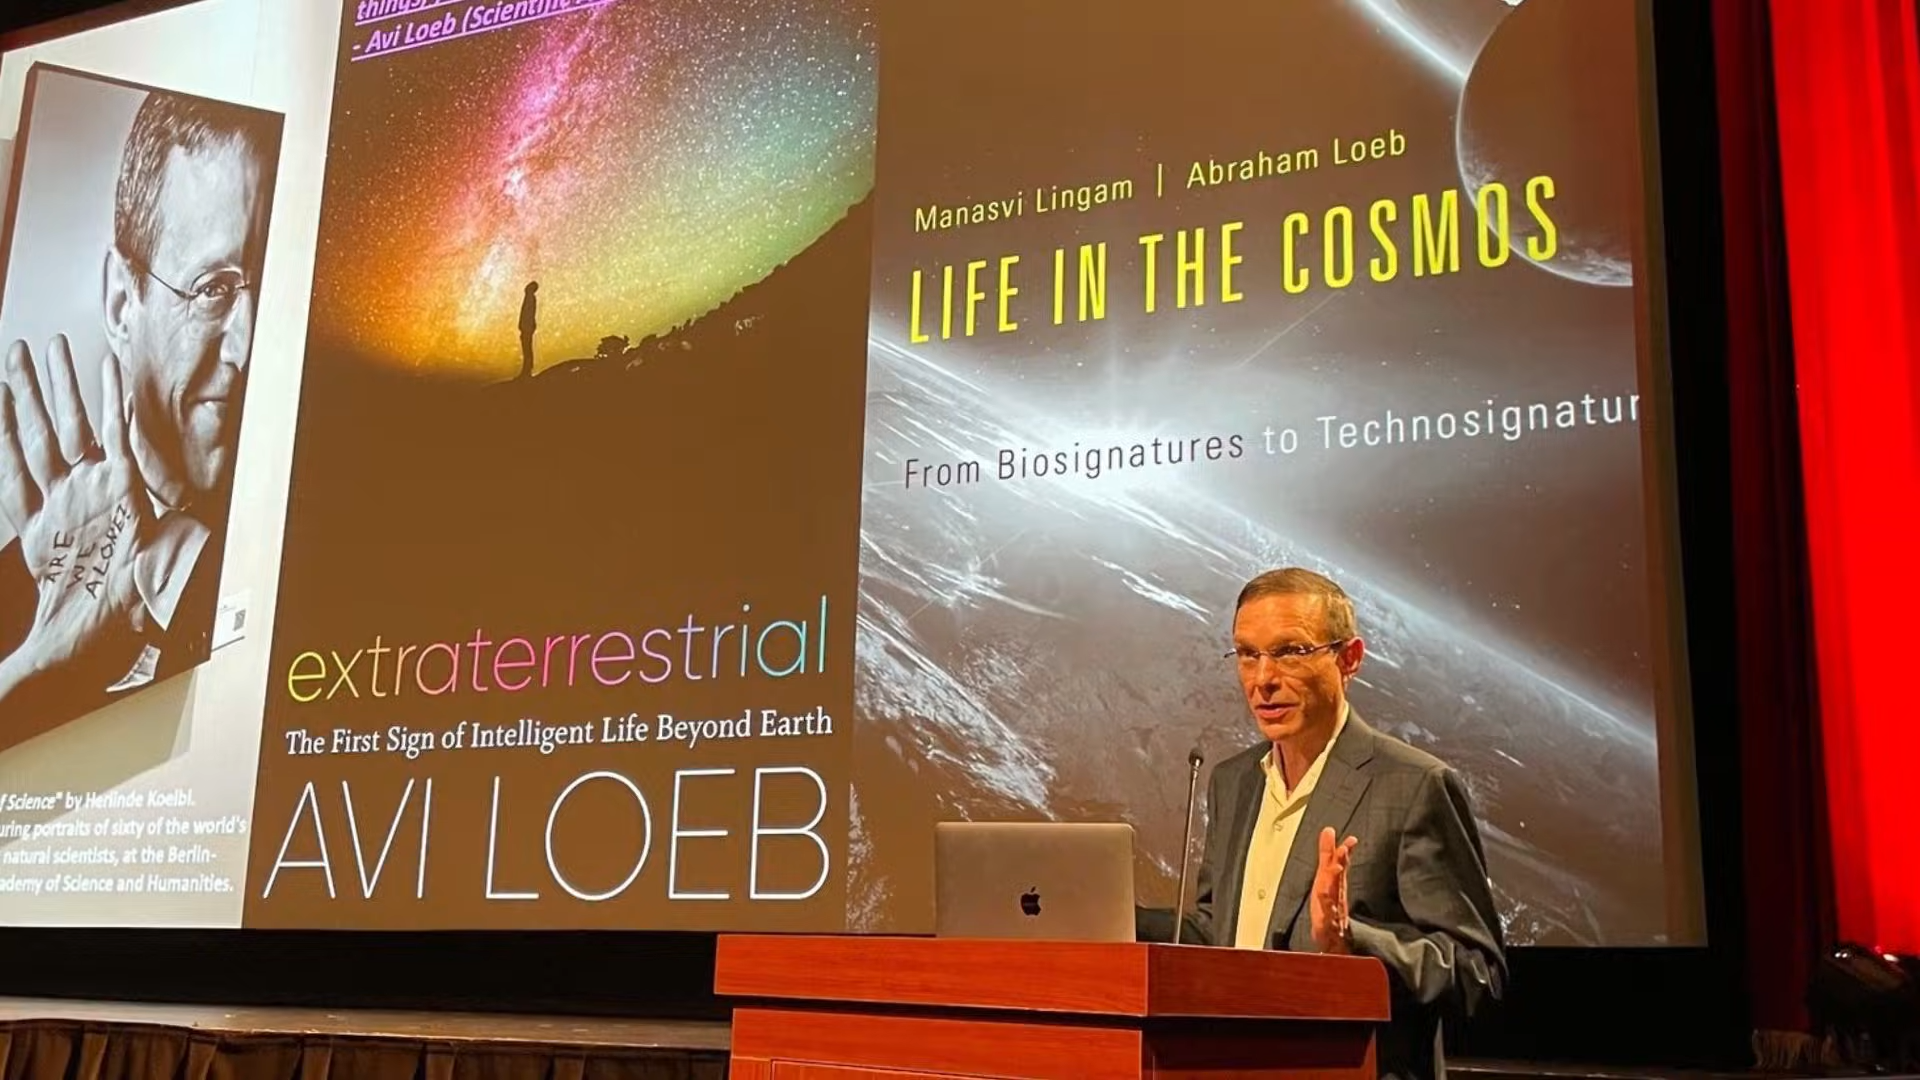 - Avi Loeb (Scientific
ARE
WE
ALONE?
Science" by Herlinde Koelbl.
portraits of sixty of the world's
natural scientists, at the Berlin-
of Science and Humanities.
extraterrestrial
The First Sign of Intelligent Life Beyond Earth
AVI LOEB
Manasvi Lingam | Abraham Loeb
LIFE IN THE COSMOS
From Biosignatures to Technosignatur